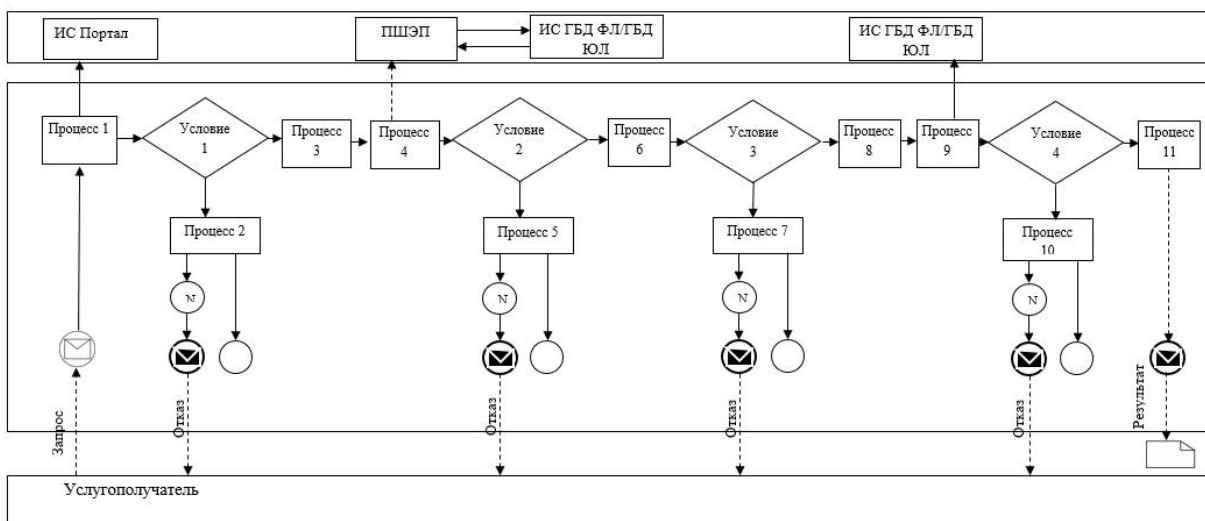 ИС Портал
ПШЭП
ИС ГБД ФЛ/ГБД
ЮЛ
ИС ГБД ФЛ/ГБД
ЮЛ
Процесс 1
Условие
1
Процесс
3
Процесс
4
Условие
2
Процесс
6
Условие
3
Процесс
8
Процесс
9
Условие
4
Процесс
11
Процесс 2
Процесс 5
Процесс 7
Процесс
10
N
N
N
N
Запрос
Отказ
Отказ
Отказ
Отказ
Результат
Услугополучатель